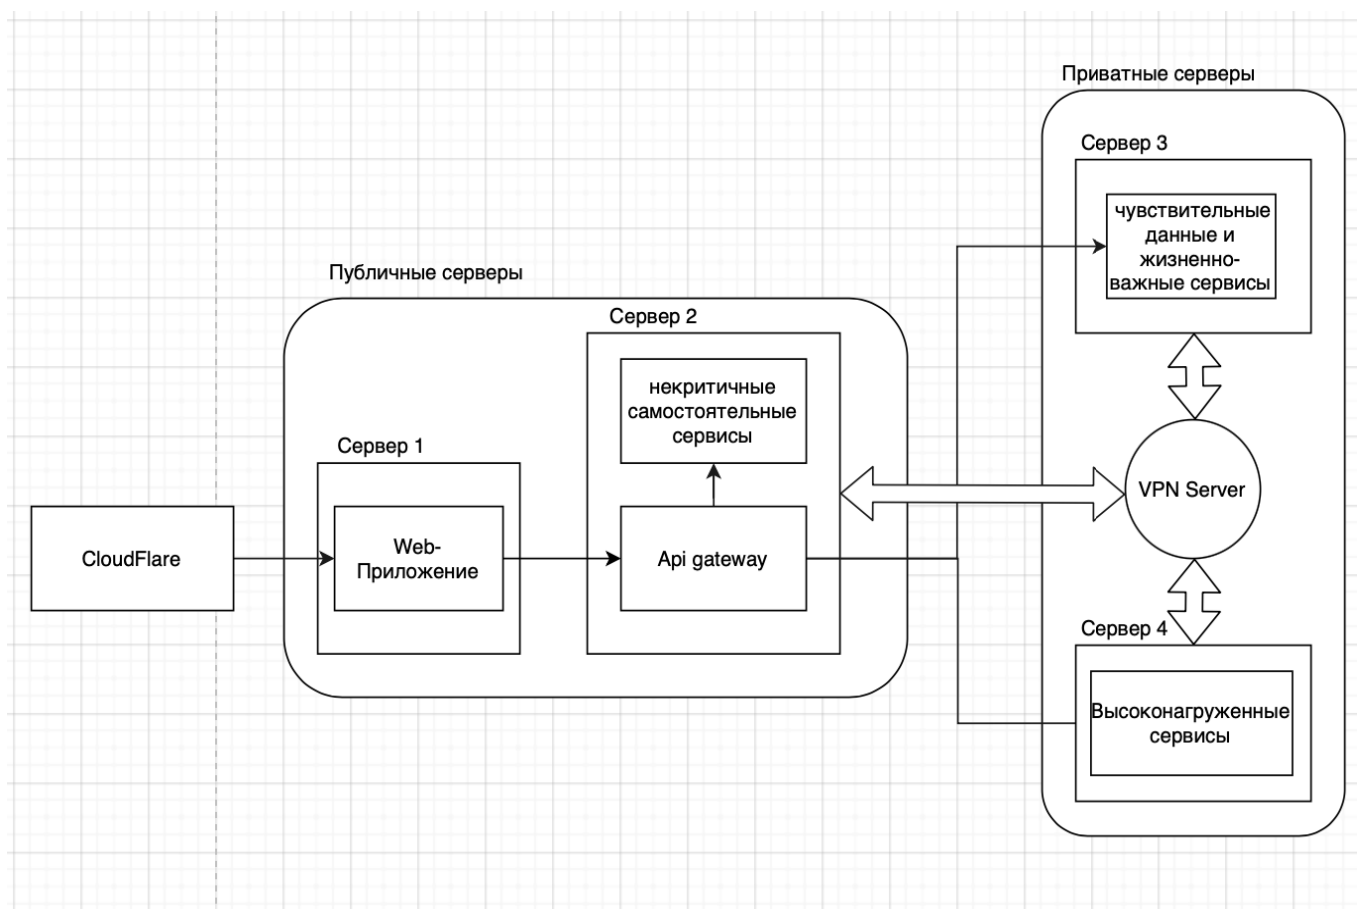 Приватные серверы
Сервер 3
чувствительные
данные и
жизненно-
важные сервисы
Публичные серверы
Сервер 2
некритичные
самостоятельные
сервисы
Сервер 1
VPN Server
CloudFlare
Web-
Приложение
Api gateway
Сервер 4
Высоконагруженные
сервисы